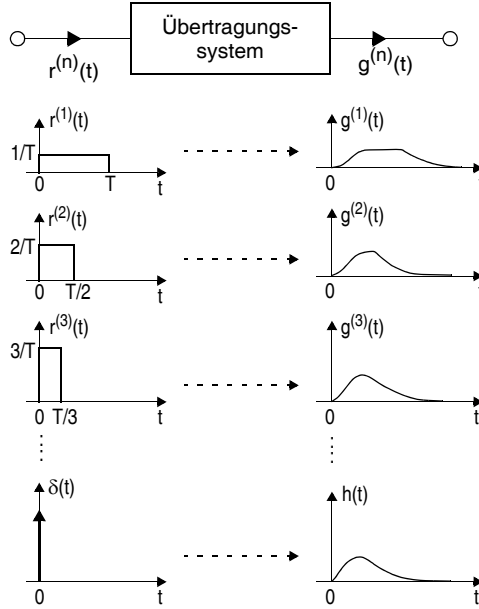 Übertragungs-
system
r⁽ⁿ⁾(t) g⁽ⁿ⁾(t)
r⁽¹⁾(t) g⁽¹⁾(t)
1/T
0 T t 0 t
r⁽²⁾(t) g⁽²⁾(t)
2/T
0 T/2 t 0 t
r⁽³⁾(t) g⁽³⁾(t)
3/T
0 T/3 t 0 t
δ(t) h(t)
0 t 0 t